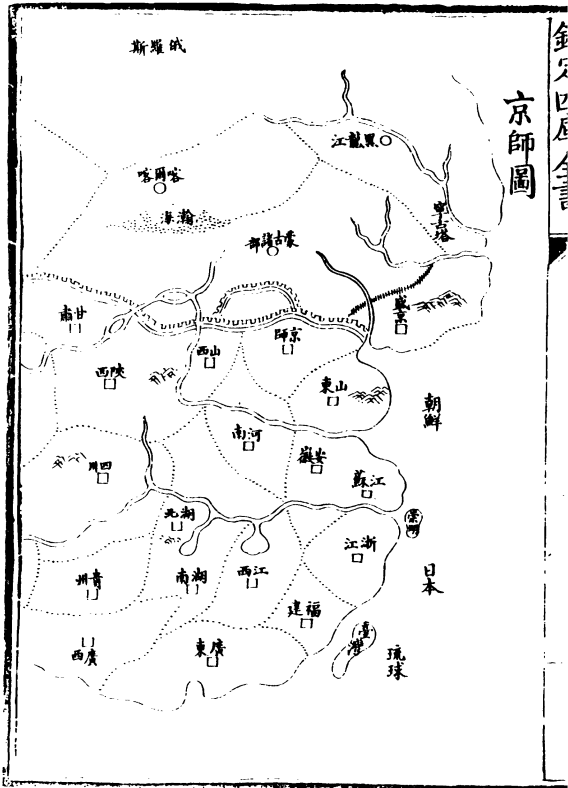 欽定四庫全書
京師圖
俄羅斯
黑龍江
喀爾喀
瀚海
寧古塔
蒙古諸部
盛京
甘肅
京師
山西
陝西
山東
朝鮮
河南
安徽
江蘇
四川
湖北
崇明
浙江
日本
貴州
湖南
江西
福建
臺灣
琉球
廣東
廣西